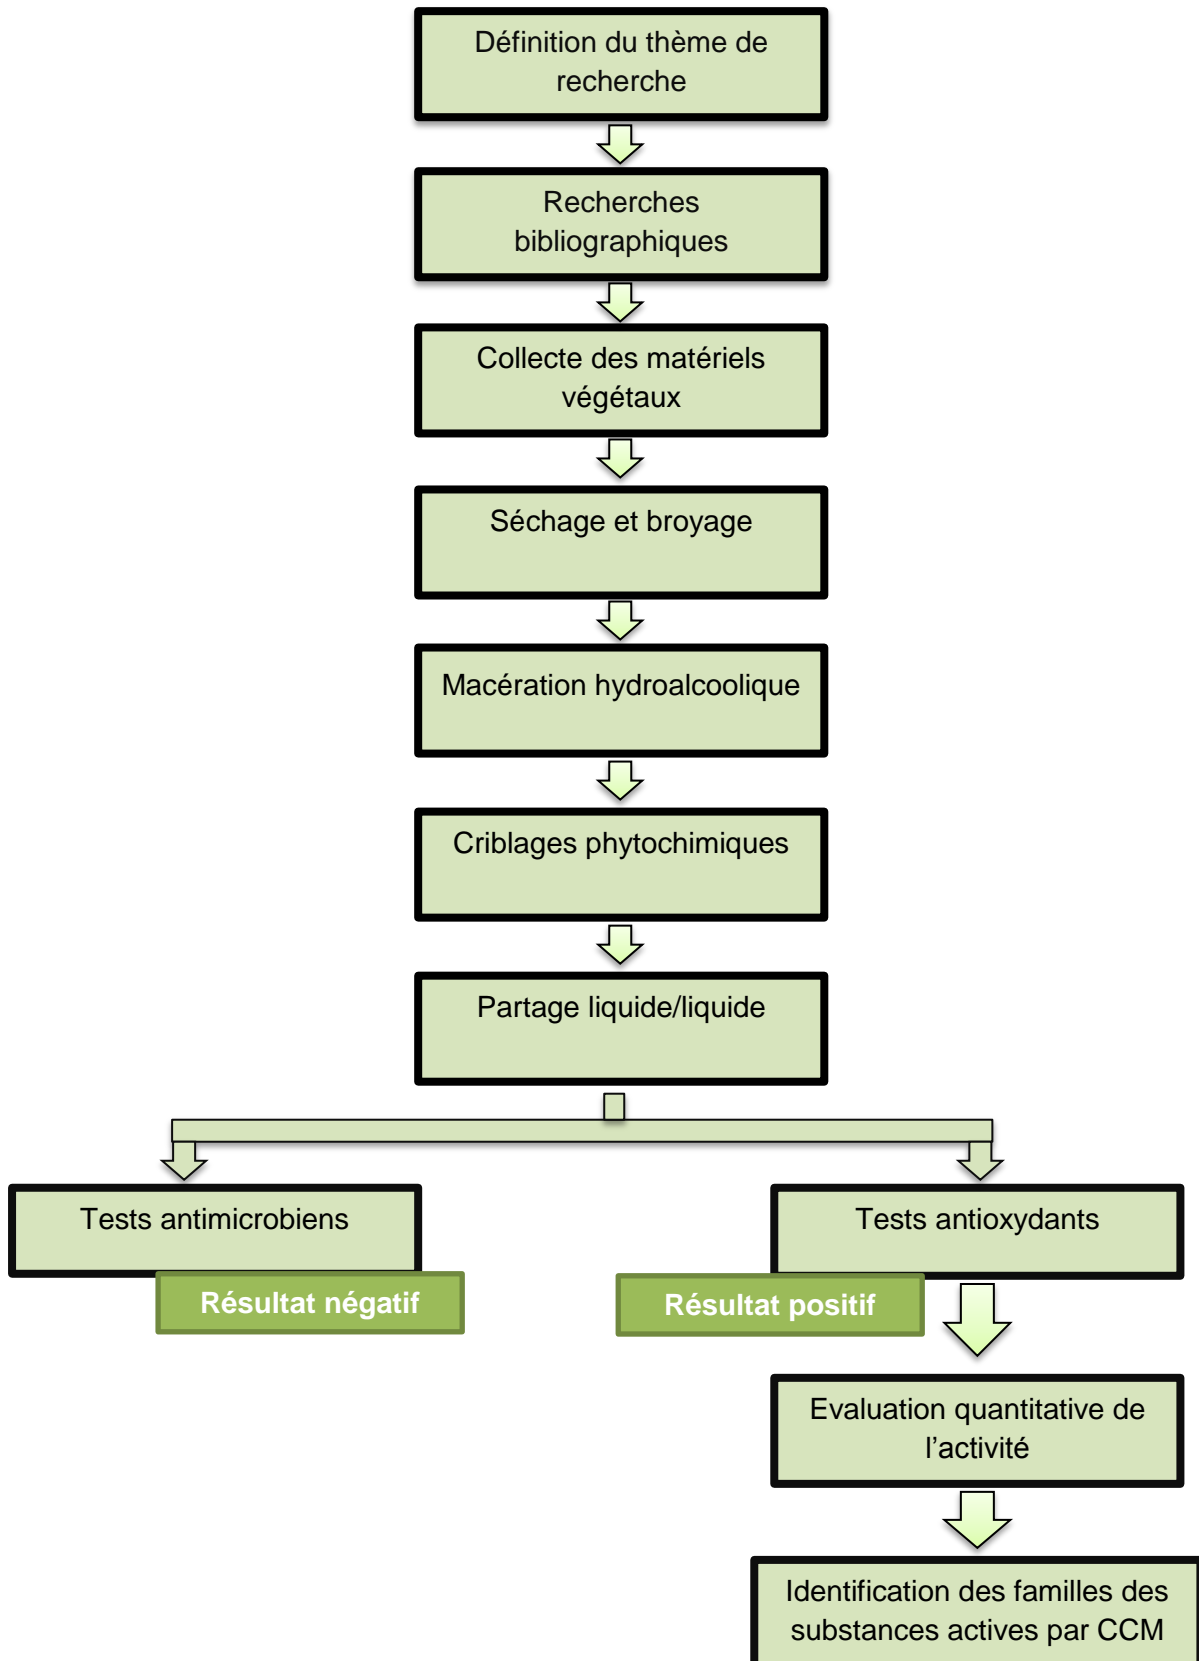 Définition du thème de
recherche
Recherches
bibliographiques
Collecte des matériels
végétaux
Séchage et broyage
Macération hydroalcoolique
Criblages phytochimiques
Partage liquide/liquide
Tests antimicrobiens
Résultat négatif
Tests antioxydants
Résultat positif
Evaluation quantitative de
l’activité
Identification des familles des
substances actives par CCM